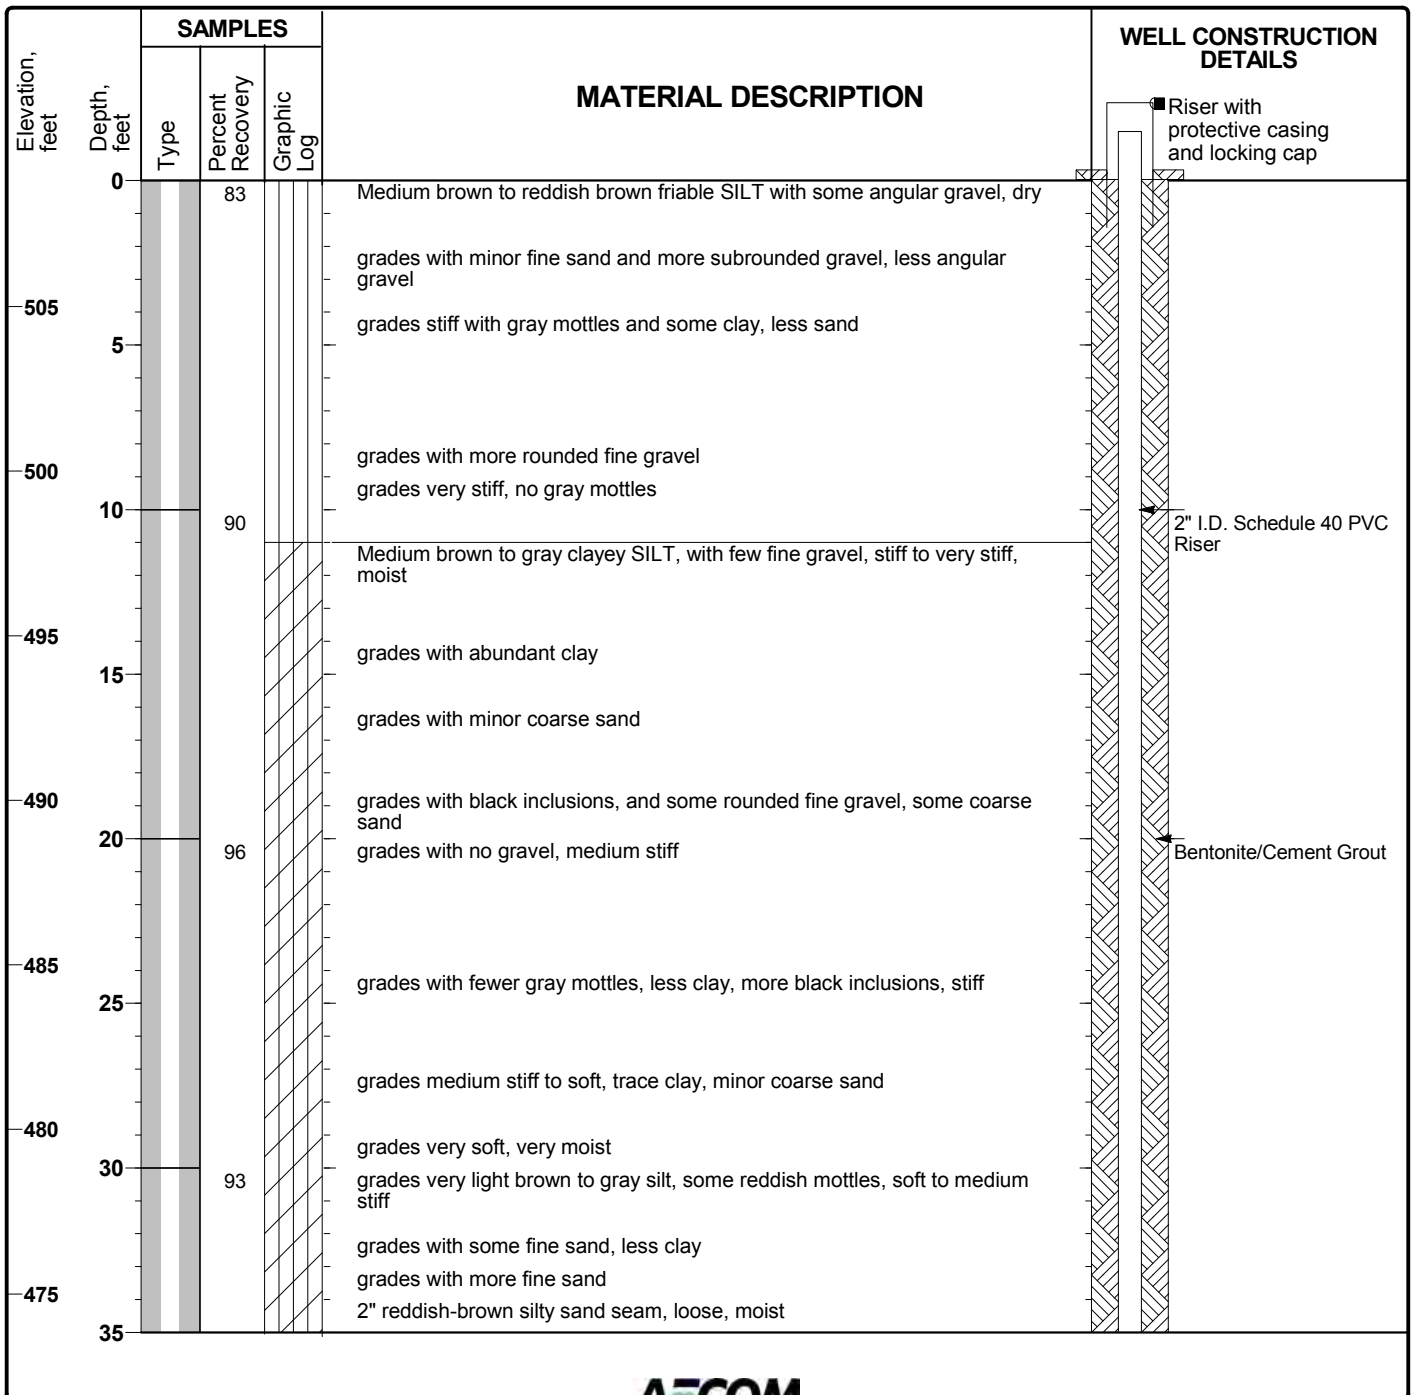 SAMPLES
Elevation,
feet
Depth,
feet
Type
Percent
Recovery
Graphic
Log
MATERIAL DESCRIPTION
WELL CONSTRUCTION
DETAILS
Riser with
protective casing
and locking cap
0
83
Medium brown to reddish brown friable SILT with some angular gravel, dry
grades with minor fine sand and more subrounded gravel, less angular
gravel
505
grades stiff with gray mottles and some clay, less sand
5
grades with more rounded fine gravel
500
grades very stiff, no gray mottles
10
90
2" I.D. Schedule 40 PVC
Riser
Medium brown to gray clayey SILT, with few fine gravel, stiff to very stiff,
moist
495
grades with abundant clay
15
grades with minor coarse sand
490
grades with black inclusions, and some rounded fine gravel, some coarse
sand
20
96
grades with no gravel, medium stiff
Bentonite/Cement Grout
485
grades with fewer gray mottles, less clay, more black inclusions, stiff
25
grades medium stiff to soft, trace clay, minor coarse sand
480
grades very soft, very moist
30
93
grades very light brown to gray silt, some reddish mottles, soft to medium
stiff
grades with some fine sand, less clay
grades with more fine sand
475
2" reddish-brown silty sand seam, loose, moist
35
AECOM